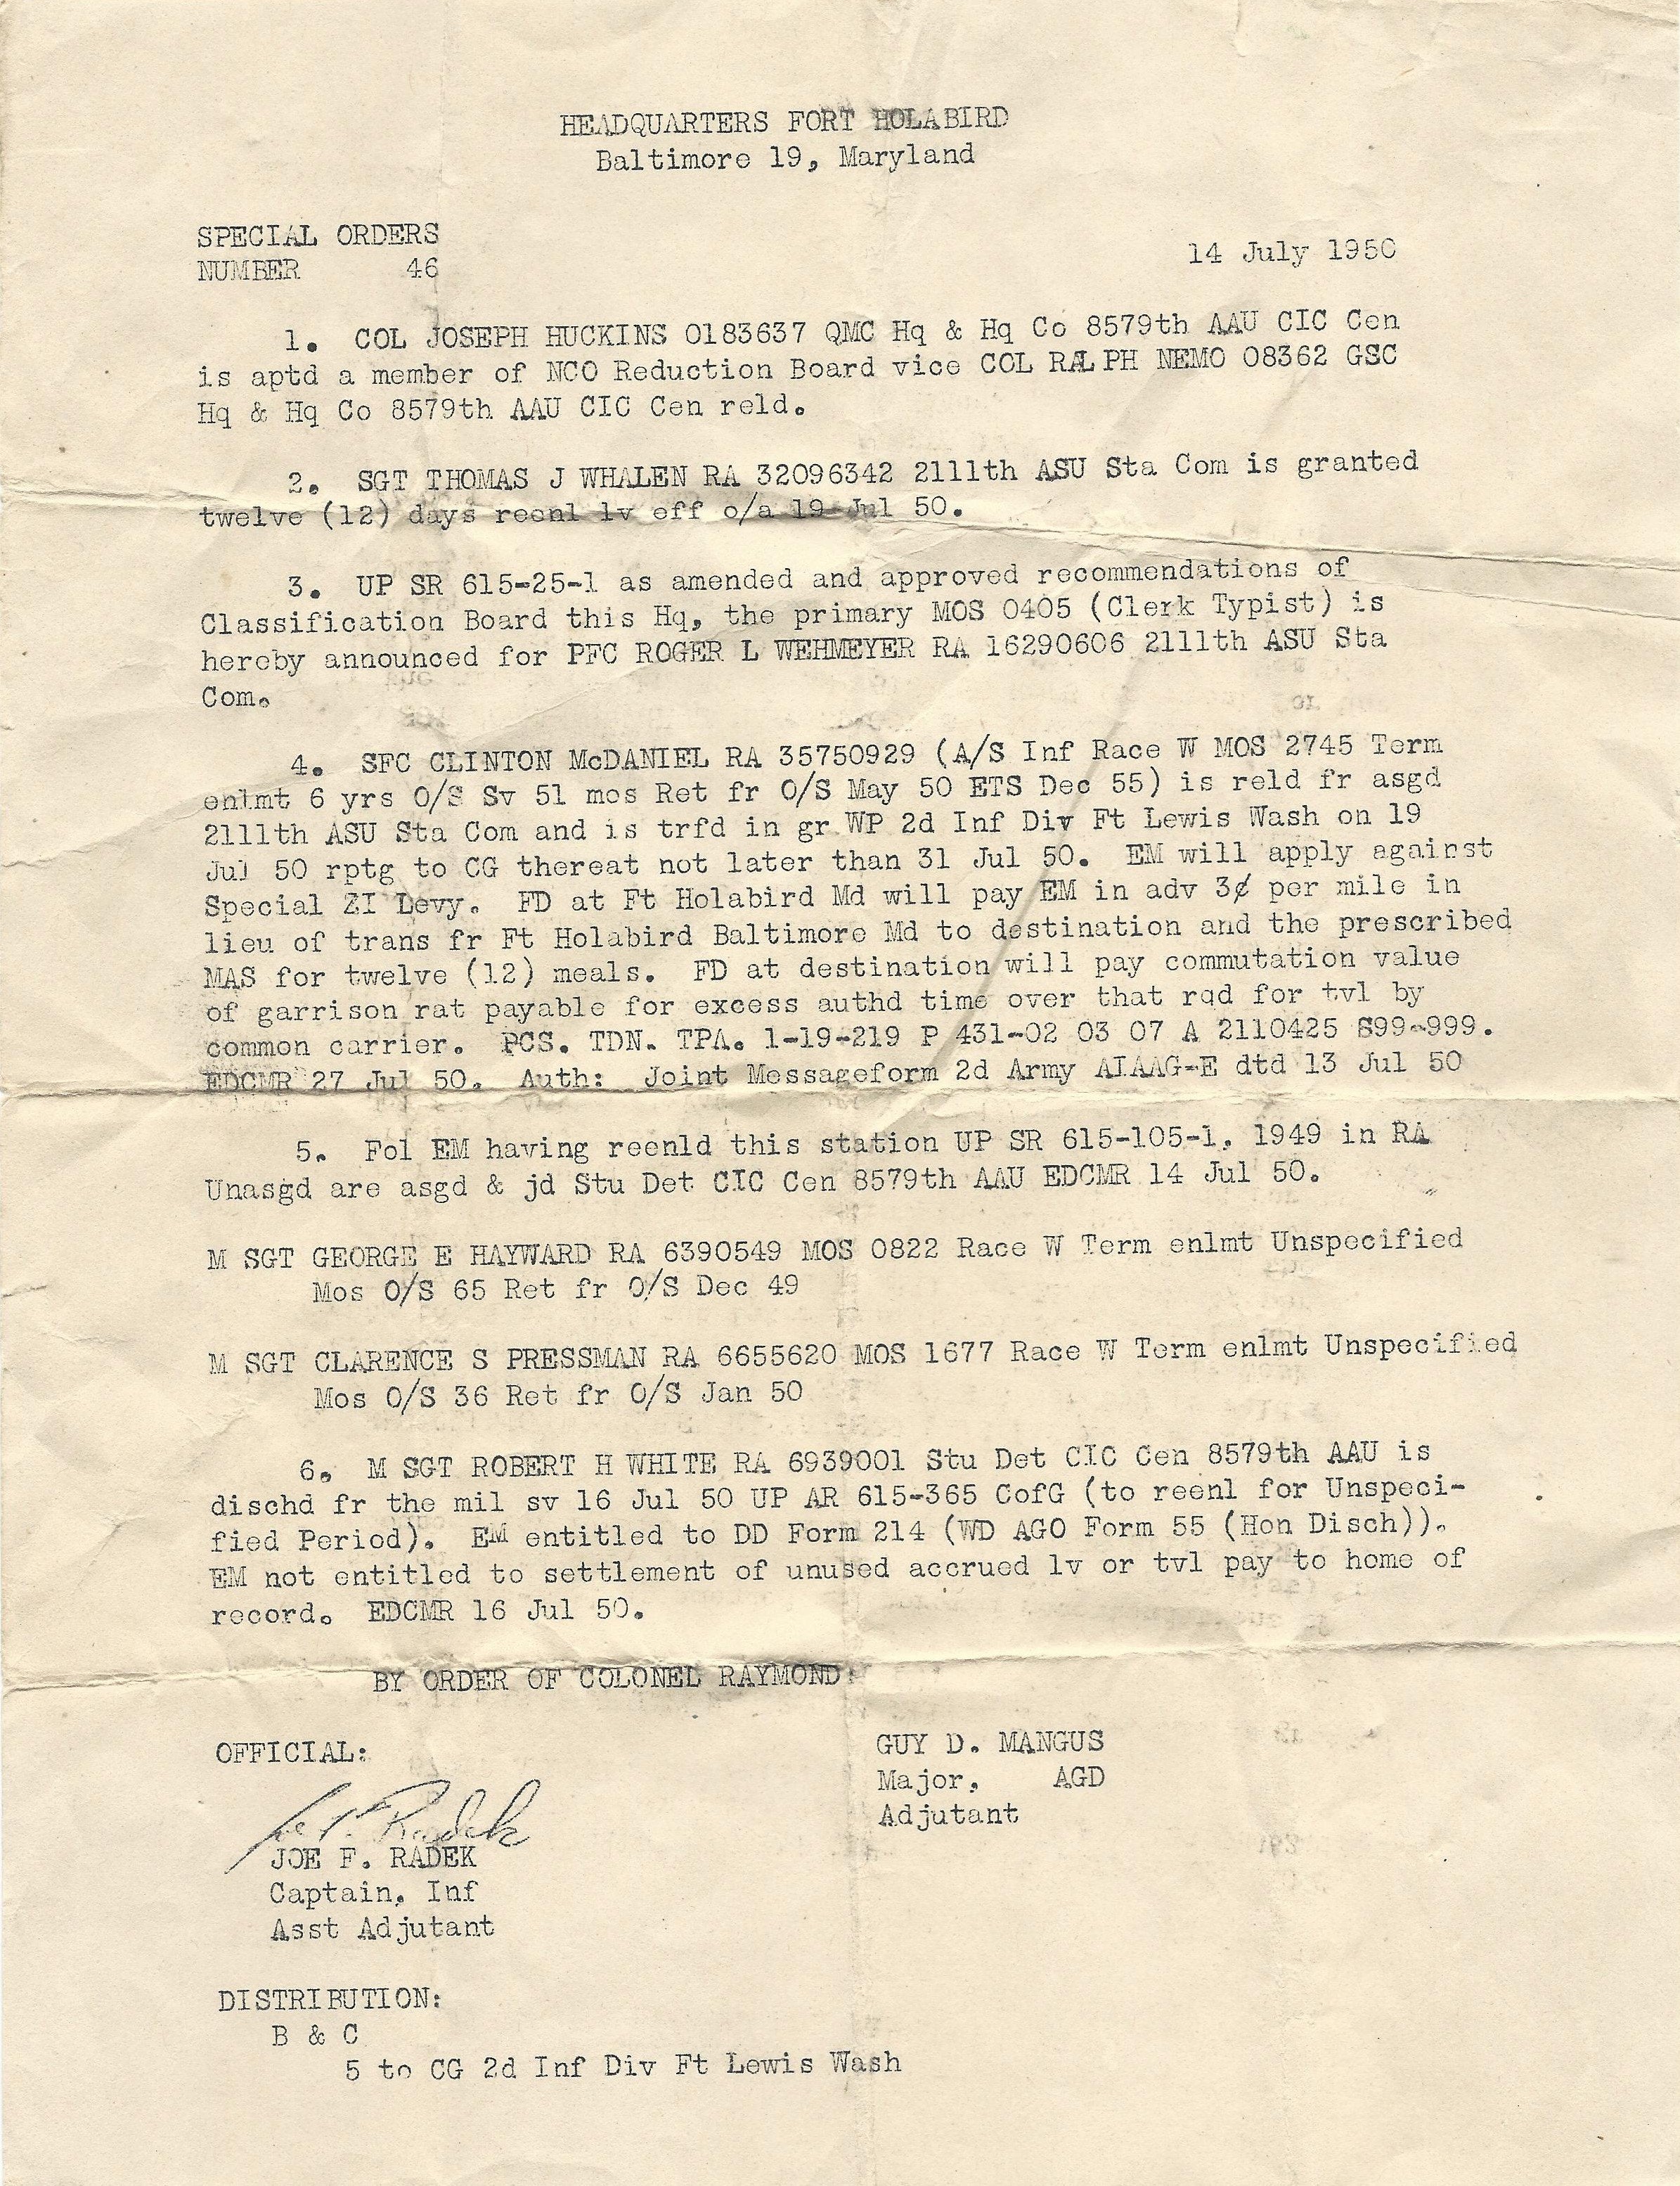 HEADQUARTERS FORT HOLABIRD
Baltimore 19, Maryland
SPECIAL ORDERS
NUMBER 46
14 July 1950
1. COL JOSEPH HUCKINS O183637 QMC Hq & Hq Co 8579th AAU CIC Cen
is aptd a member of NCO Reduction Board vice COL RALPH NEMO O8362 GSC
Hq & Hq Co 8579th AAU CIC Cen reld.
2. SGT THOMAS J WHALEN RA 32096342 2111th ASU Sta Com is granted
twelve (12) days reenl lv eff o/a 19 Jul 50.
3. UP SR 615-25-1 as amended and approved recommendations of
Classification Board this Hq, the primary MOS 0405 (Clerk Typist) is
hereby announced for PFC ROGER L WEHMEYER RA 16290606 2111th ASU Sta
Com.
4. SFC CLINTON McDANIEL RA 35750929 (A/S Inf Race W MOS 2745 Term
enlmt 6 yrs O/S Sv 51 mos Ret fr O/S May 50 ETS Dec 55) is reld fr asgd
2111th ASU Sta Com and is trfd in gr WP 2d Inf Div Ft Lewis Wash on 19
Jul 50 rptg to CG thereat not later than 31 Jul 50. EM will apply against
Special ZI Levy. FD at Ft Holabird Md will pay EM in adv 3¢ per mile in
lieu of trans fr Ft Holabird Baltimore Md to destination and the prescribed
MAS for twelve (12) meals. FD at destination will pay commutation value
of garrison rat payable for excess authd time over that rqd for tvl by
common carrier. PCS. TDN. TPA. 1-19-219 P 431-02 03 07 A 2110425 S99-999.
EDCMR 27 Jul 50. Auth: Joint Messageform 2d Army AIAAG-E dtd 13 Jul 50
5. Fol EM having reenld this station UP SR 615-105-1, 1949 in RA
Unasgd are asgd & jd Stu Det CIC Cen 8579th AAU EDCMR 14 Jul 50.
M SGT GEORGE E HAYWARD RA 6390549 MOS 0822 Race W Term enlmt Unspecified
Mos O/S 65 Ret fr O/S Dec 49
M SGT CLARENCE S PRESSMAN RA 6655620 MOS 1677 Race W Term enlmt Unspecified
Mos O/S 36 Ret fr O/S Jan 50
6. M SGT ROBERT H WHITE RA 6939001 Stu Det CIC Cen 8579th AAU is
dischd fr the mil sv 16 Jul 50 UP AR 615-365 CofG (to reenl for Unspeci-
fied Period). EM entitled to DD Form 214 (WD AGO Form 55 (Hon Disch)).
EM not entitled to settlement of unused accrued lv or tvl pay to home of
record. EDCMR 16 Jul 50.
BY ORDER OF COLONEL RAYMOND:
OFFICIAL:
GUY D. MANGUS
Major, AGD
Adjutant
Joe F. Radek
JOE F. RADEK
Captain, Inf
Asst Adjutant
DISTRIBUTION:
B & C
5 to CG 2d Inf Div Ft Lewis Wash